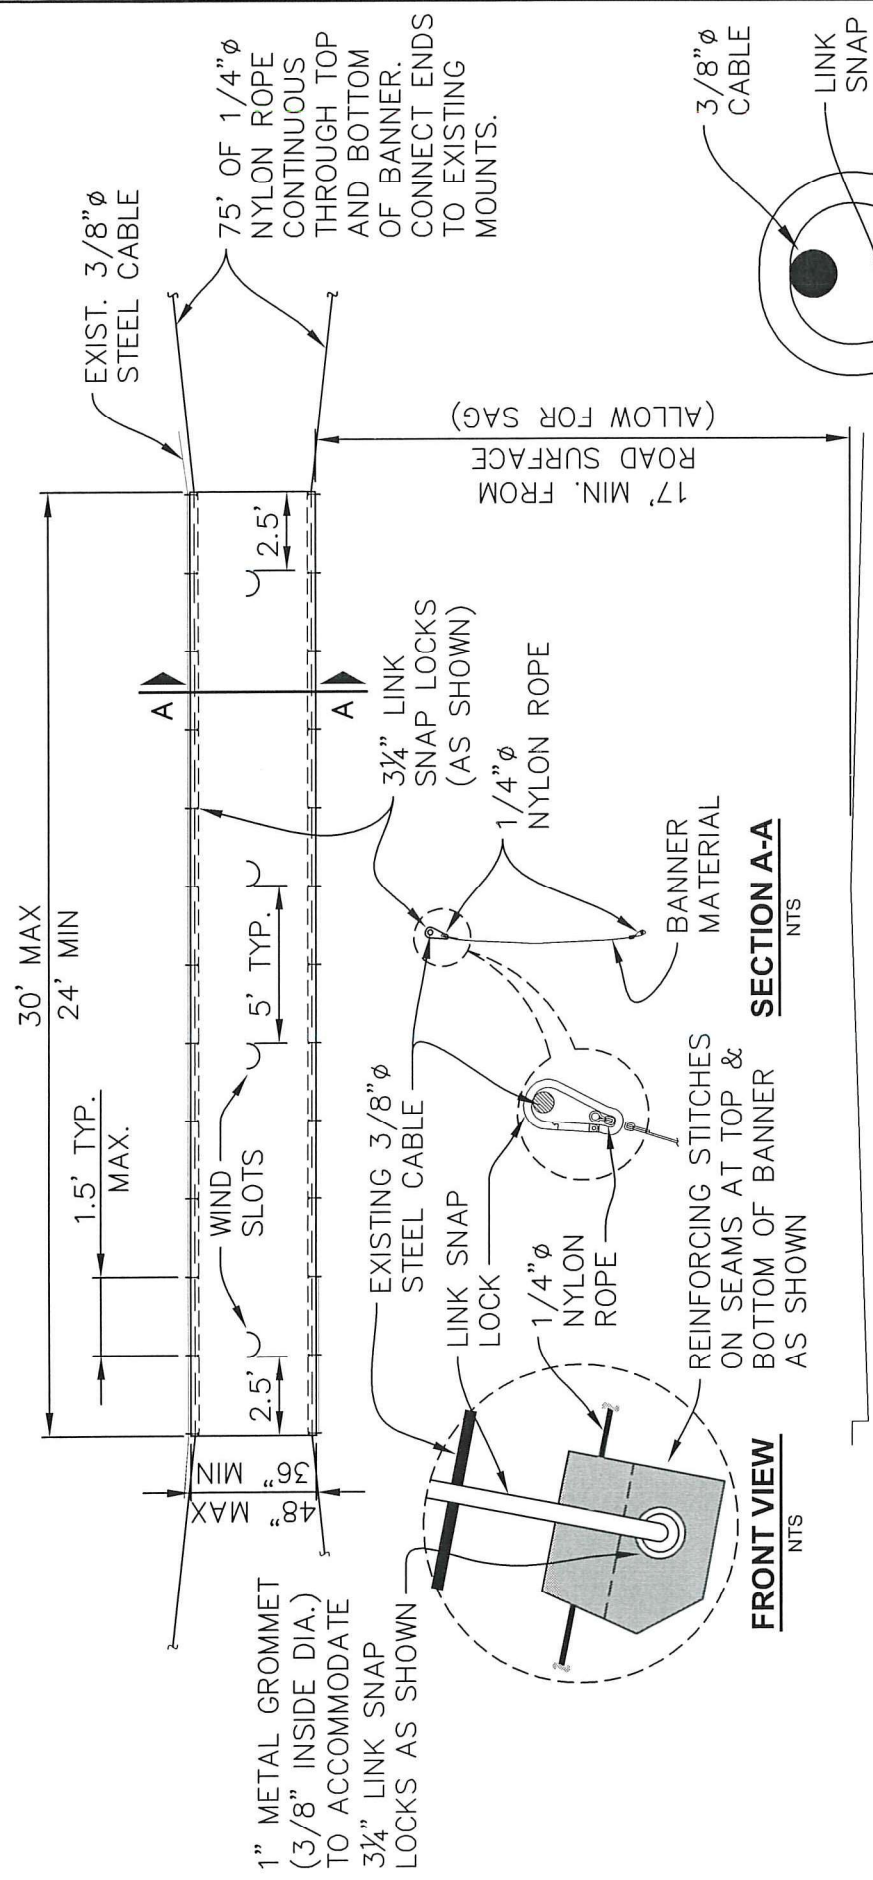 30' MAX
24' MIN
1.5' TYP.
MAX.
EXIST. 3/8"ø
STEEL CABLE
75' OF 1/4"ø
NYLON ROPE
CONTINUOUS
THROUGH TOP
AND BOTTOM
OF BANNER.
CONNECT ENDS
TO EXISTING
MOUNTS.
48" MAX
36" MIN
2.5'
WIND
SLOTS
5' TYP.
A
A
2.5'
1" METAL GROMMET
(3/8" INSIDE DIA.)
TO ACCOMMODATE
3¼" LINK SNAP
LOCKS AS SHOWN
EXISTING 3/8"ø
STEEL CABLE
LINK SNAP
LOCK
1/4"ø
NYLON
ROPE
REINFORCING STITCHES
ON SEAMS AT TOP &
BOTTOM OF BANNER
AS SHOWN
FRONT VIEW
NTS
3¼" LINK
SNAP LOCKS
(AS SHOWN)
1/4"ø
NYLON ROPE
BANNER
MATERIAL
SECTION A-A
NTS
17' MIN. FROM
ROAD SURFACE
(ALLOW FOR SAG)
3/8"ø
CABLE
LINK
SNAP